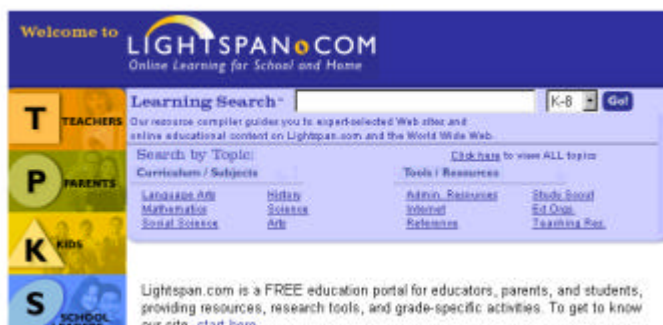 Welcome to
LIGHTSPAN.COM
Online Learning for School and Home
Learning Search
K-8
Go!
Our resource compiler guides you to expert-selected Web sites and
online educational content on Lightspan.com and the World Wide Web.
Search by Topic:
Click here to view ALL topics
Curriculum / Subjects
Tools / Resources
Language Arts History Admin. Resources Study Scout
Mathematics Science Internet Ed Orgs.
Social Science Arts Reference Teaching Res.
T TEACHERS
P PARENTS
K KIDS
S SCHOOL
Lightspan.com is a FREE education portal for educators, parents, and students,
providing resources, research tools, and grade-specific activities. To get to know
our site, start here